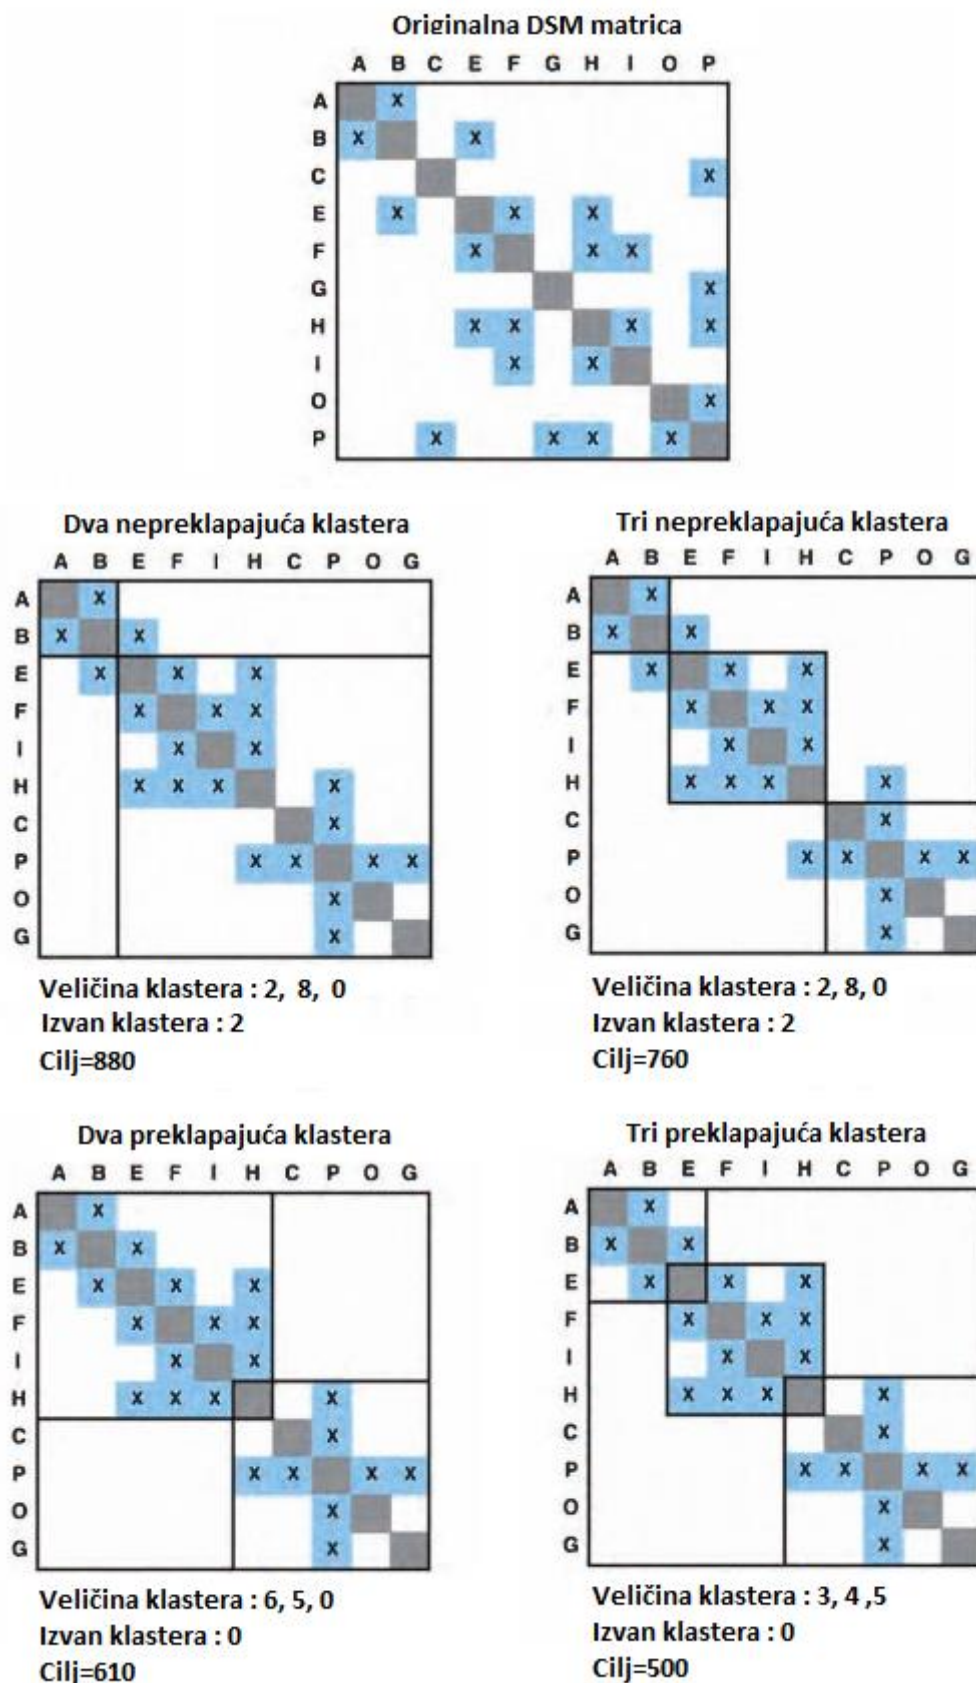 Originalna DSM matrica
A B C E F G H I O P
A X
B X X
C X
E X X X
F X X X
G X
H X X X X
I X X
O X
P X X X X
Dva nepreklapajuća klastera
A B E F I H C P O G
A X
B X X
E X X X
F X X X
I X X
H X X X X
C X
P X X X X
O X
G X
Veličina klastera : 2, 8, 0
Izvan klastera : 2
Cilj=880
Tri nepreklapajuća klastera
A B E F I H C P O G
A X
B X X
E X X X
F X X X
I X X
H X X X X
C X
P X X X X
O X
G X
Veličina klastera : 2, 8, 0
Izvan klastera : 2
Cilj=760
Dva preklapajuća klastera
A B E F I H C P O G
A X
B X X
E X X X
F X X X
I X X
H X X X X
C X
P X X X X
O X
G X
Veličina klastera : 6, 5, 0
Izvan klastera : 0
Cilj=610
Tri preklapajuća klastera
A B E F I H C P O G
A X
B X X
E X X X
F X X X
I X X
H X X X X
C X
P X X X X
O X
G X
Veličina klastera : 3, 4 ,5
Izvan klastera : 0
Cilj=500